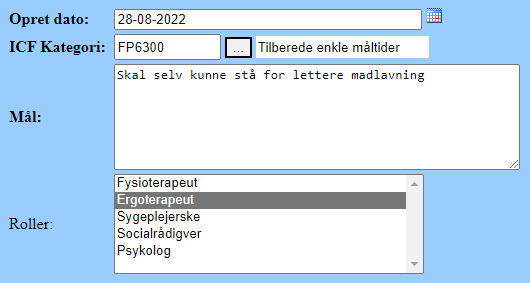 Opret dato: 28-08-2022
ICF Kategori: FP6300 ... Tilberede enkle måltider
Mål: Skal selv kunne stå for lettere madlavning
Roller: Fysioterapeut
Ergoterapeut
Sygeplejerske
Socialrådigver
Psykolog